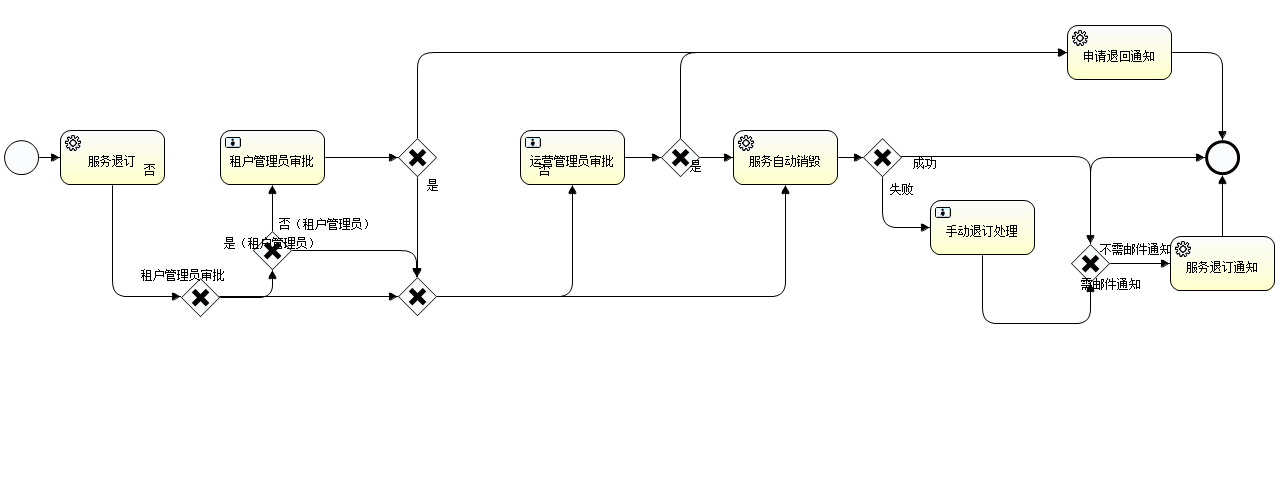 申请退回通知
服务退订
否
租户管理员审批
运营管理员审批
否
是
服务自动销毁
成功
是
失败
否（租户管理员）
手动退订处理
是（租户管理员）
不需邮件通知
服务退订通知
租户管理员审批
需邮件通知